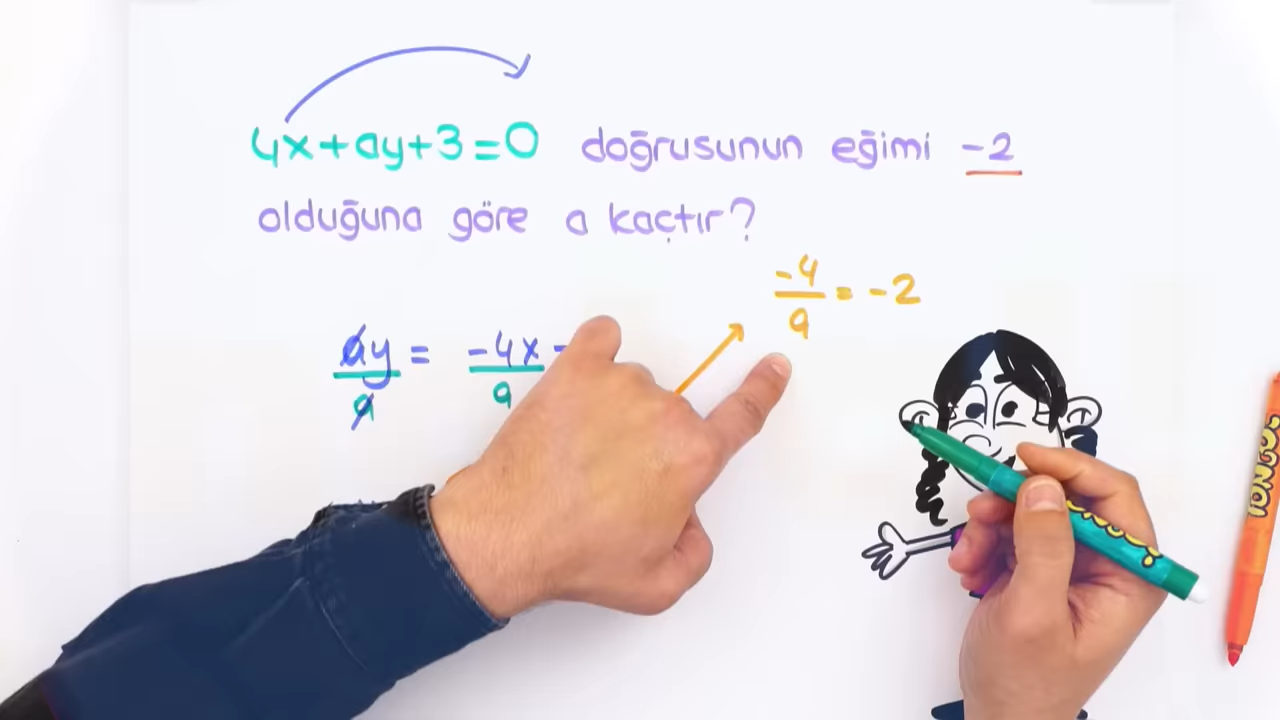 4x+ay+3=0 doğrusunun eğimi -2
olduğuna göre a kaçtır?
-4/a = -2
ay/a = -4x/a